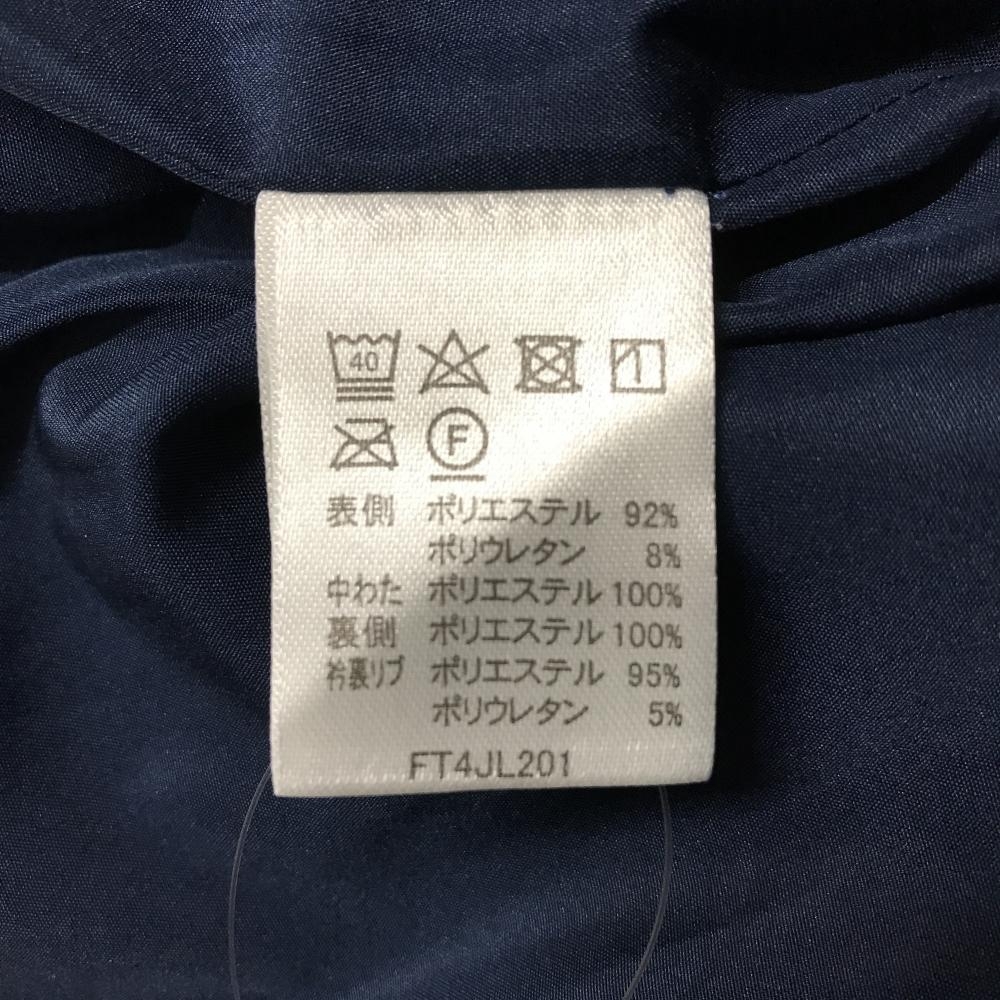 40
1
F
表側 ポリエステル 92%
ポリウレタン 8%
中わた ポリエステル 100%
裏側 ポリエステル 100%
衿裏リブ ポリエステル 95%
ポリウレタン 5%
FT4JL201